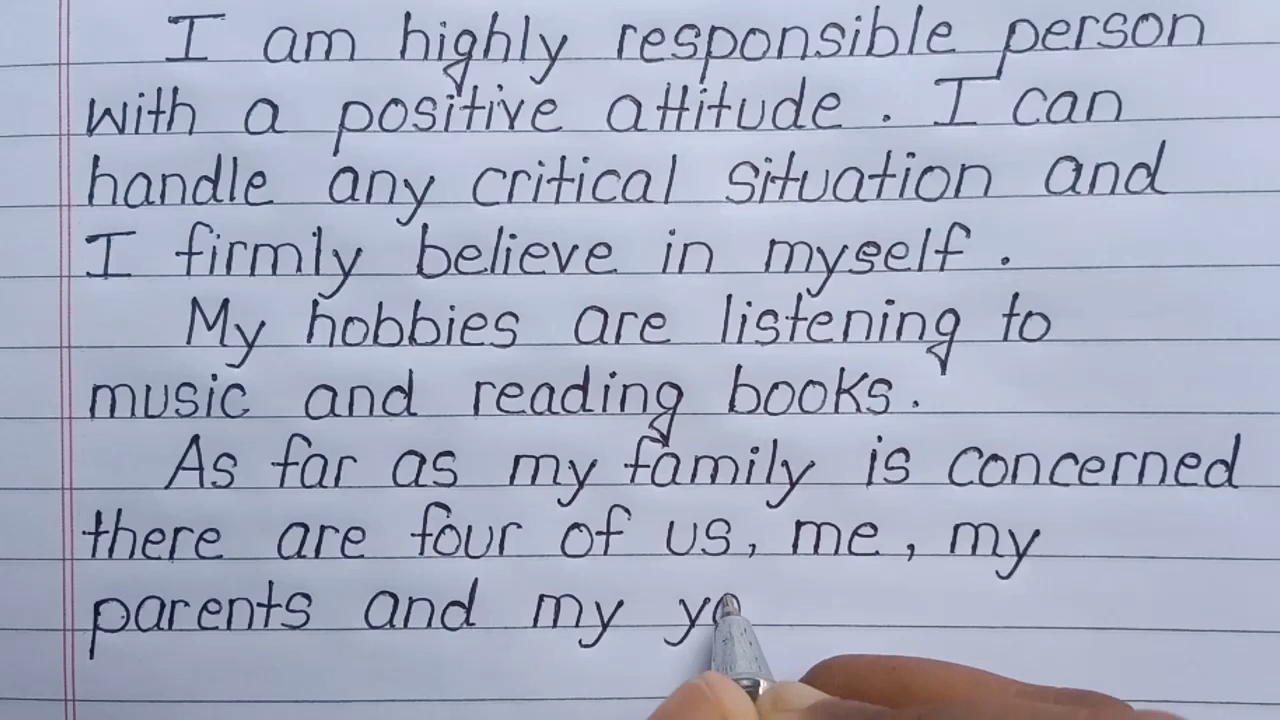 I am highly responsible person
with a positive attitude. I can
handle any critical situation and
I firmly believe in myself.
My hobbies are listening to
music and reading books.
As far as my family is concerned
there are four of us, me, my
parents and my